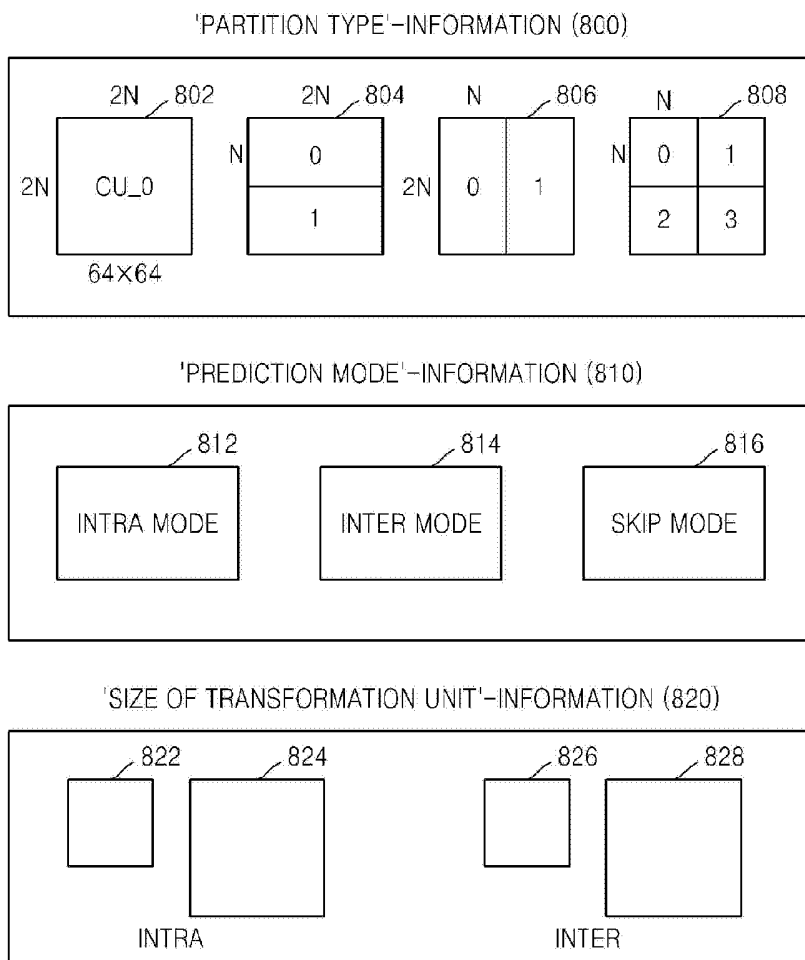 'PARTITION TYPE'-INFORMATION (800)
2N 802 2N 804 N 806 N 808
2N CU_0 N 0 2N 0 1 N 0 1
1 2 3
64×64
'PREDICTION MODE'-INFORMATION (810)
812 814 816
INTRA MODE INTER MODE SKIP MODE
'SIZE OF TRANSFORMATION UNIT'-INFORMATION (820)
822 824 826 828
INTRA INTER